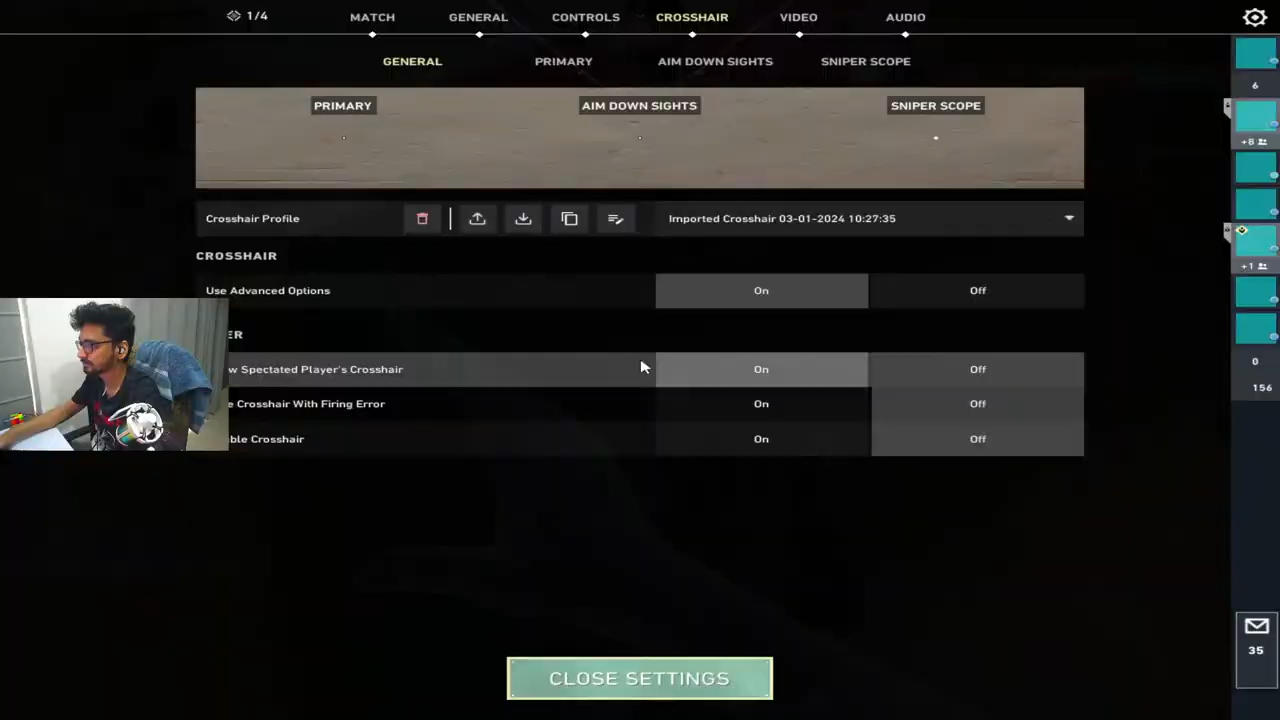 1/4
MATCH GENERAL CONTROLS CROSSHAIR VIDEO AUDIO
GENERAL PRIMARY AIM DOWN SIGHTS SNIPER SCOPE
PRIMARY AIM DOWN SIGHTS SNIPER SCOPE
Crosshair Profile Imported Crosshair 03-01-2024 10:27:35
CROSSHAIR
Use Advanced Options On Off
ER
w Spectated Player's Crosshair On Off
e Crosshair With Firing Error On Off
ble Crosshair On Off
CLOSE SETTINGS
6
+8
+1
0
156
35